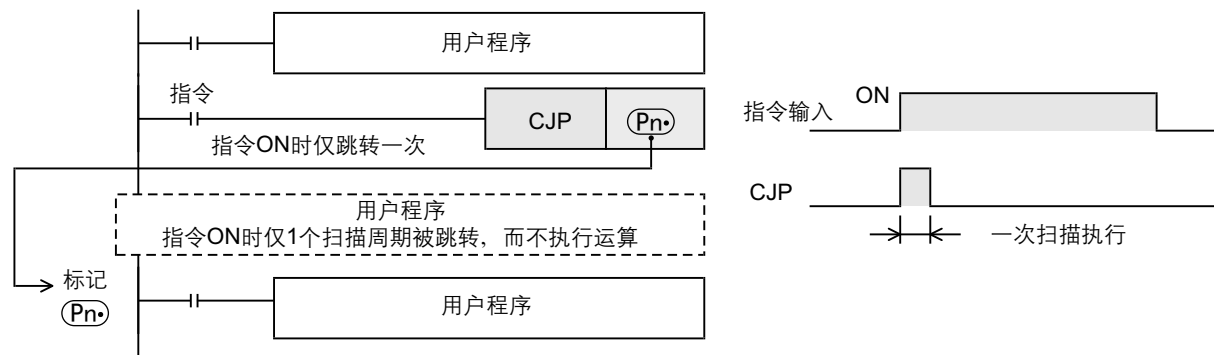 用户程序
指令
CJP
Pn•
指令ON时仅跳转一次
用户程序
指令ON时仅1个扫描周期被跳转，而不执行运算
标记
Pn•
用户程序
指令输入
ON
CJP
一次扫描执行